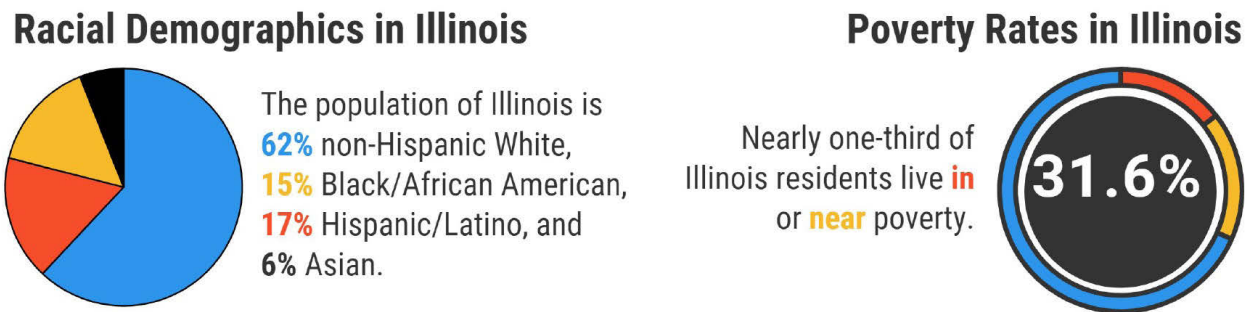 Racial Demographics in Illinois
The population of Illinois is
62% non-Hispanic White,
15% Black/African American,
17% Hispanic/Latino, and
6% Asian.
Poverty Rates in Illinois
Nearly one-third of
Illinois residents live in
or near poverty.
31.6%